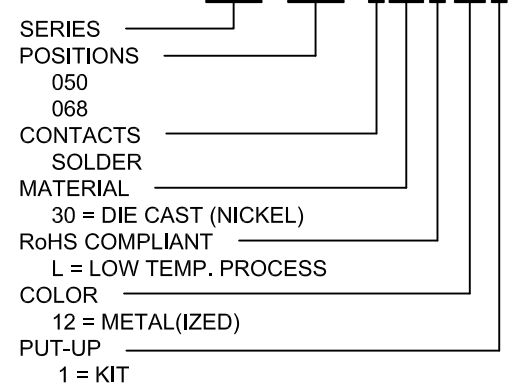 SERIES
POSITIONS
050
068
CONTACTS
SOLDER
MATERIAL
30 = DIE CAST (NICKEL)
RoHS COMPLIANT
L = LOW TEMP. PROCESS
COLOR
12 = METAL(IZED)
PUT-UP
1 = KIT